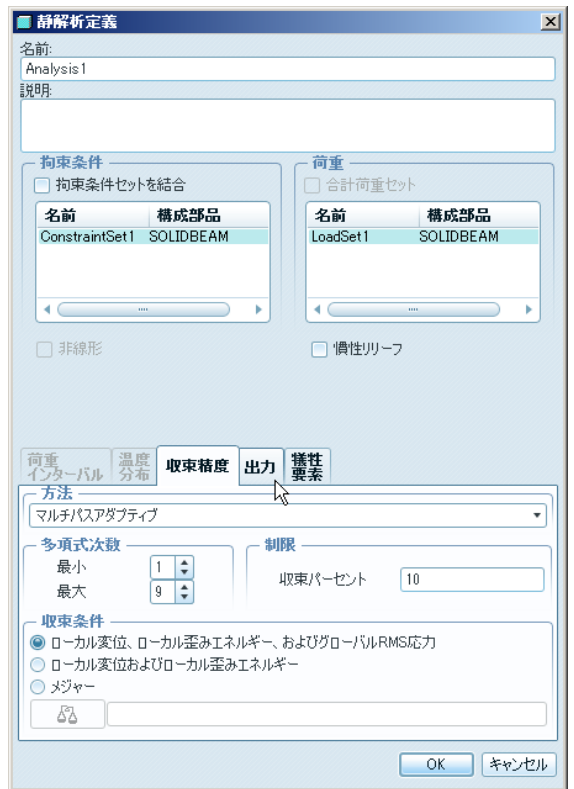 静解析定義
名前:
Analysis1
説明:
拘束条件
拘束条件セットを結合
名前 構成部品
ConstraintSet1 SOLIDBEAM
荷重
合計荷重セット
名前 構成部品
LoadSet1 SOLIDBEAM
非線形
慣性リリーフ
荷重
インターバル
温度
分布
収束精度
出力
犠牲
要素
方法
マルチパスアダプティブ
多項式次数
最小 1
最大 9
制限
収束パーセント 10
収束条件
ローカル変位、ローカル歪みエネルギー、およびグローバルRMS応力
ローカル変位およびローカル歪みエネルギー
メジャー
OK キャンセル